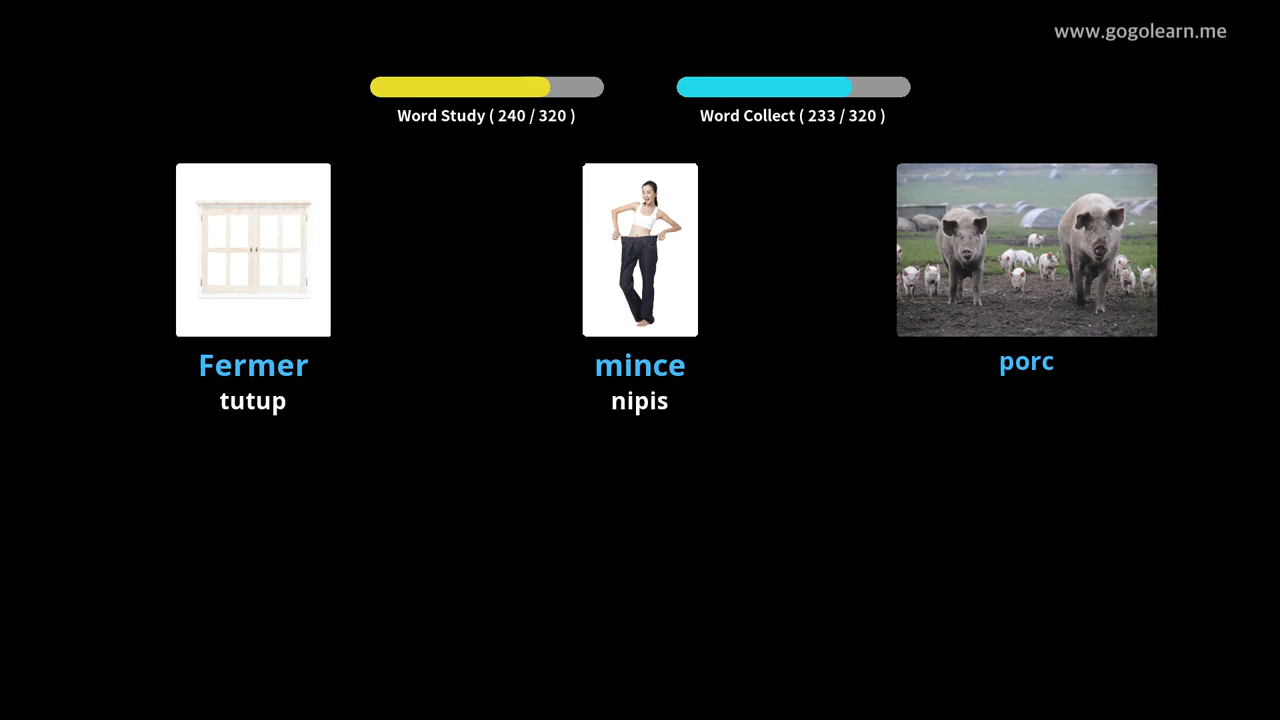 www.gogolearn.me
Word Study ( 240 / 320 )
Word Collect ( 233 / 320 )
Fermer
tutup
mince
nipis
porc